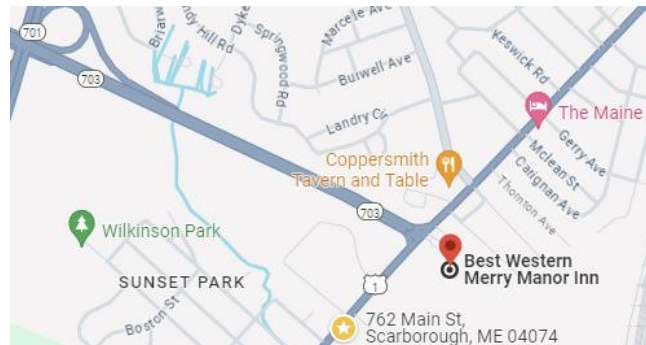 701
Briarw
ndy Hill Rd
Dyke
Springwood Rd
Marcele Ave
Burwell Ave
Keswick Rd
703
The Maine
Landry Cir
Gerry Ave
Mclean St
Catignan Ave
Thornton Ave
Coppersmith
Tavern and Table
703
Wilkinson Park
Best Western
Merry Manor Inn
SUNSET PARK
1
Boston St
762 Main St,
Scarborough, ME 04074